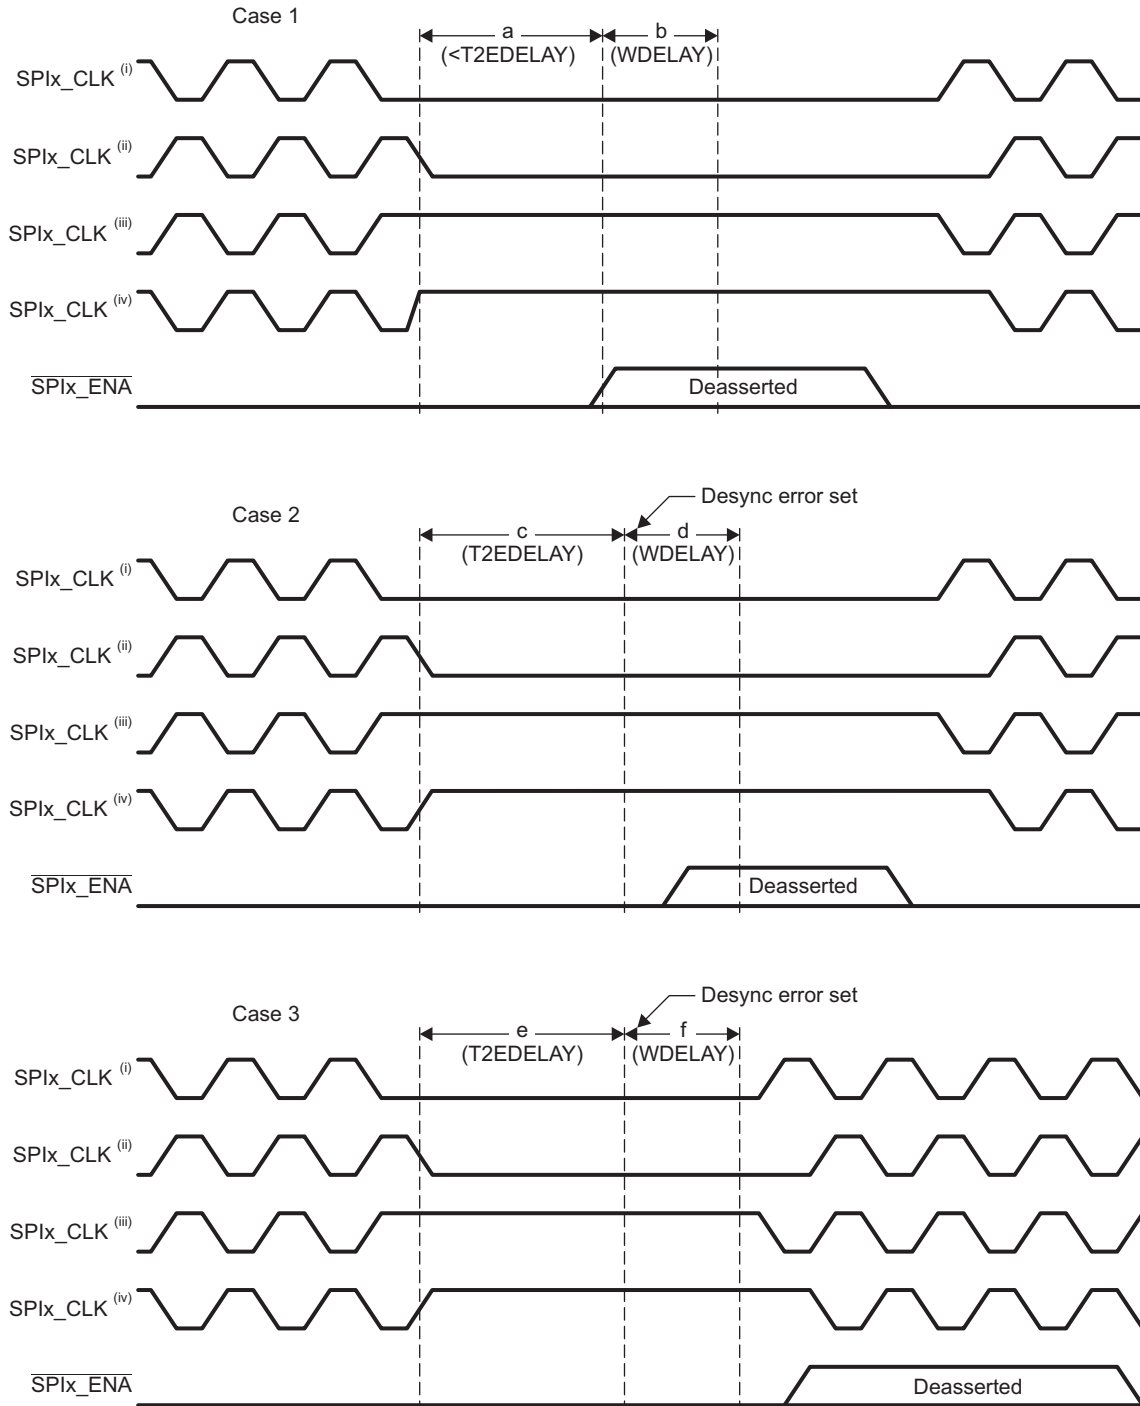 Case 1
a
b
(<T2EDELAY)
(WDELAY)
SPIx_CLK (i)
SPIx_CLK (ii)
SPIx_CLK (iii)
SPIx_CLK (iv)
SPIx_ENA
Deasserted
Desync error set
Case 2
c
d
(T2EDELAY)
(WDELAY)
SPIx_CLK (i)
SPIx_CLK (ii)
SPIx_CLK (iii)
SPIx_CLK (iv)
SPIx_ENA
Deasserted
Desync error set
Case 3
e
f
(T2EDELAY)
(WDELAY)
SPIx_CLK (i)
SPIx_CLK (ii)
SPIx_CLK (iii)
SPIx_CLK (iv)
SPIx_ENA
Deasserted